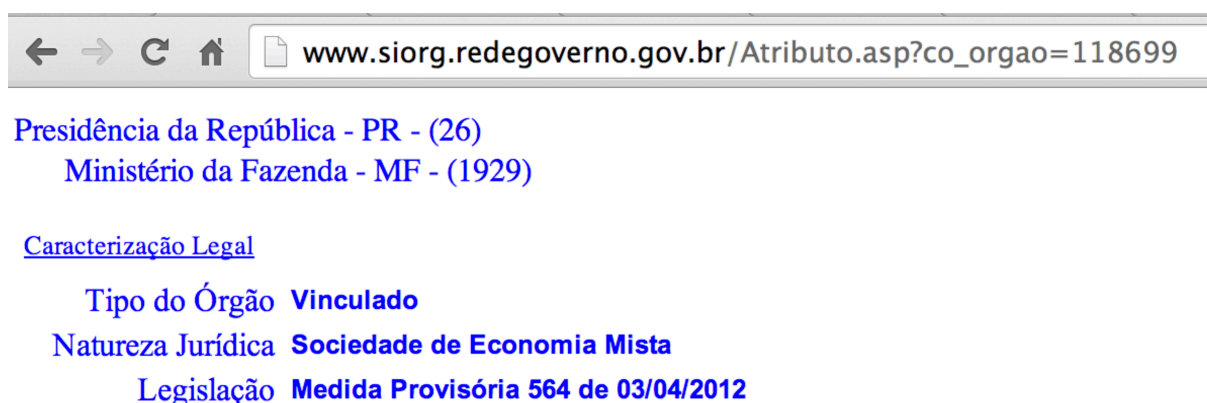 www.siorg.redegoverno.gov.br/Atributo.asp?co_orgao=118699
Presidência da República - PR - (26)
Ministério da Fazenda - MF - (1929)
Caracterização Legal
Tipo do Órgão Vinculado
Natureza Jurídica Sociedade de Economia Mista
Legislação Medida Provisória 564 de 03/04/2012